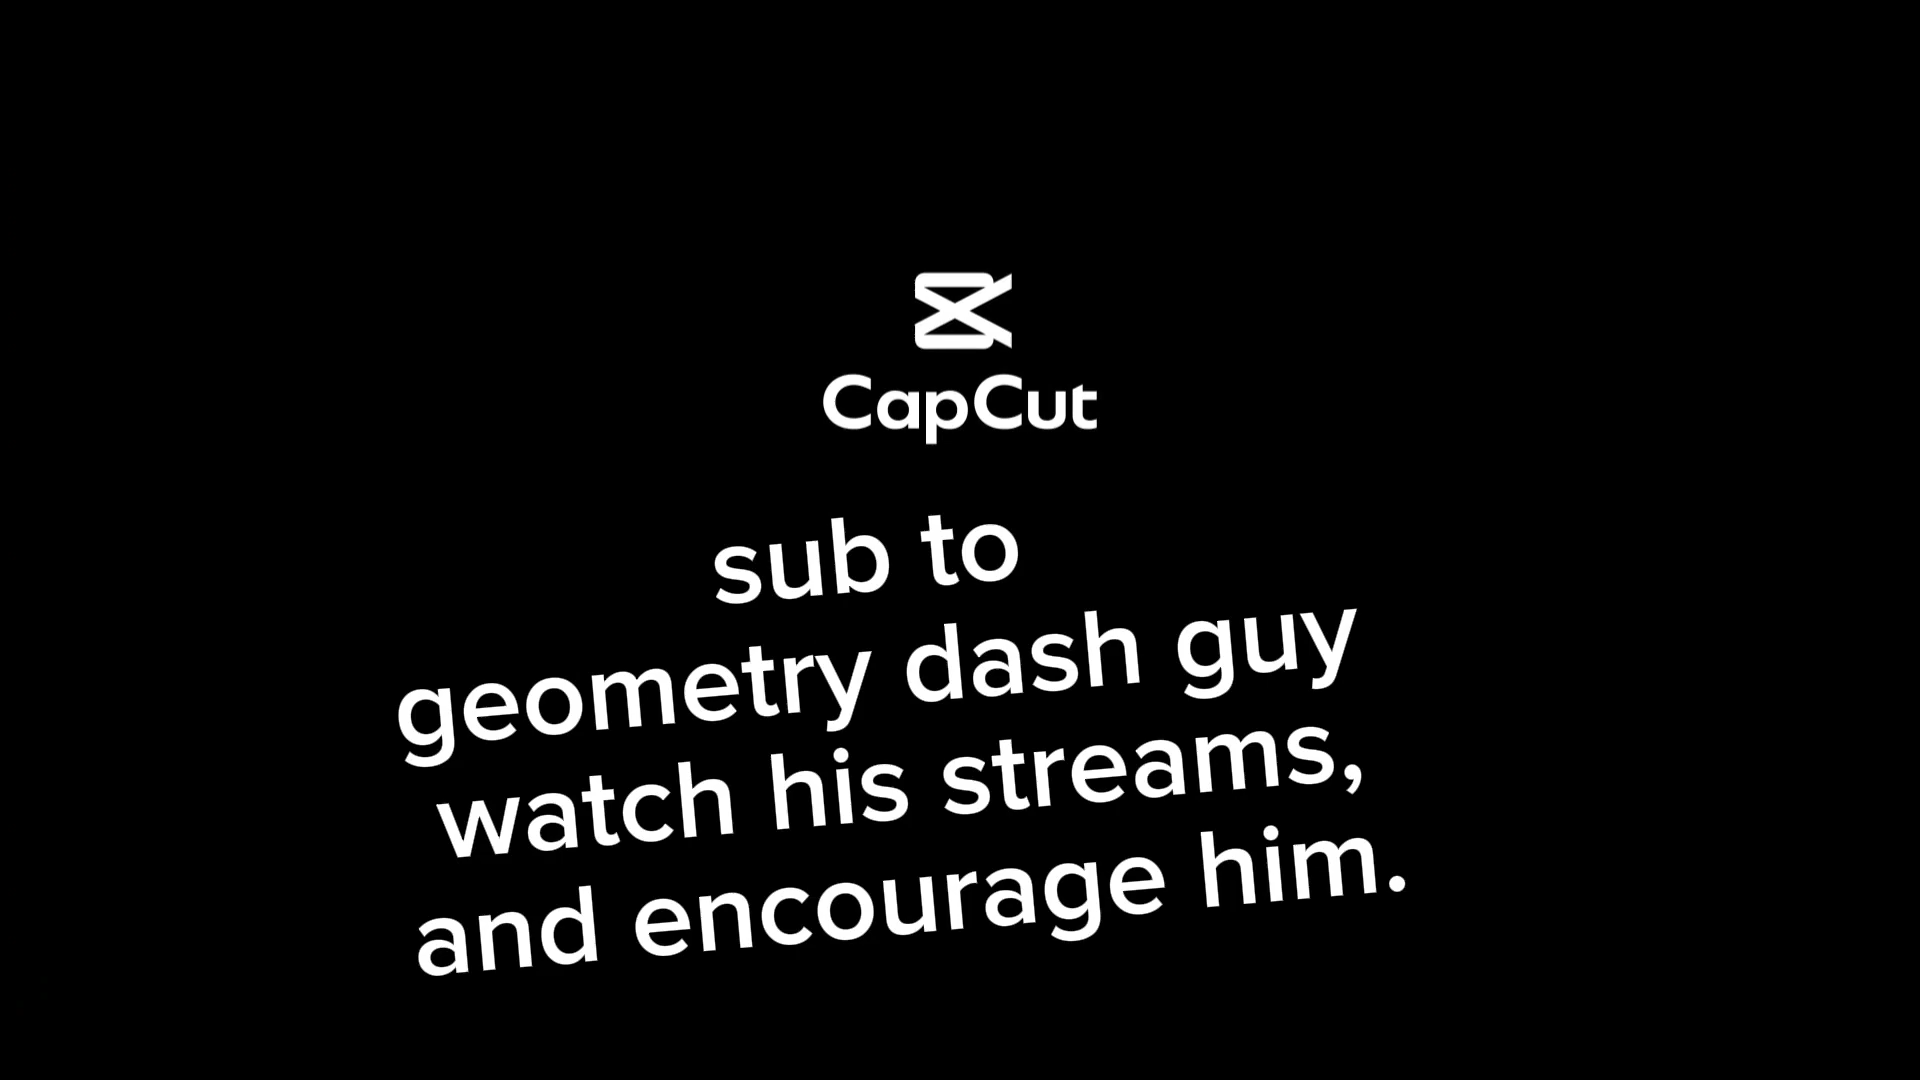 CapCut
sub to
geometry dash guy
watch his streams,
and encourage him.